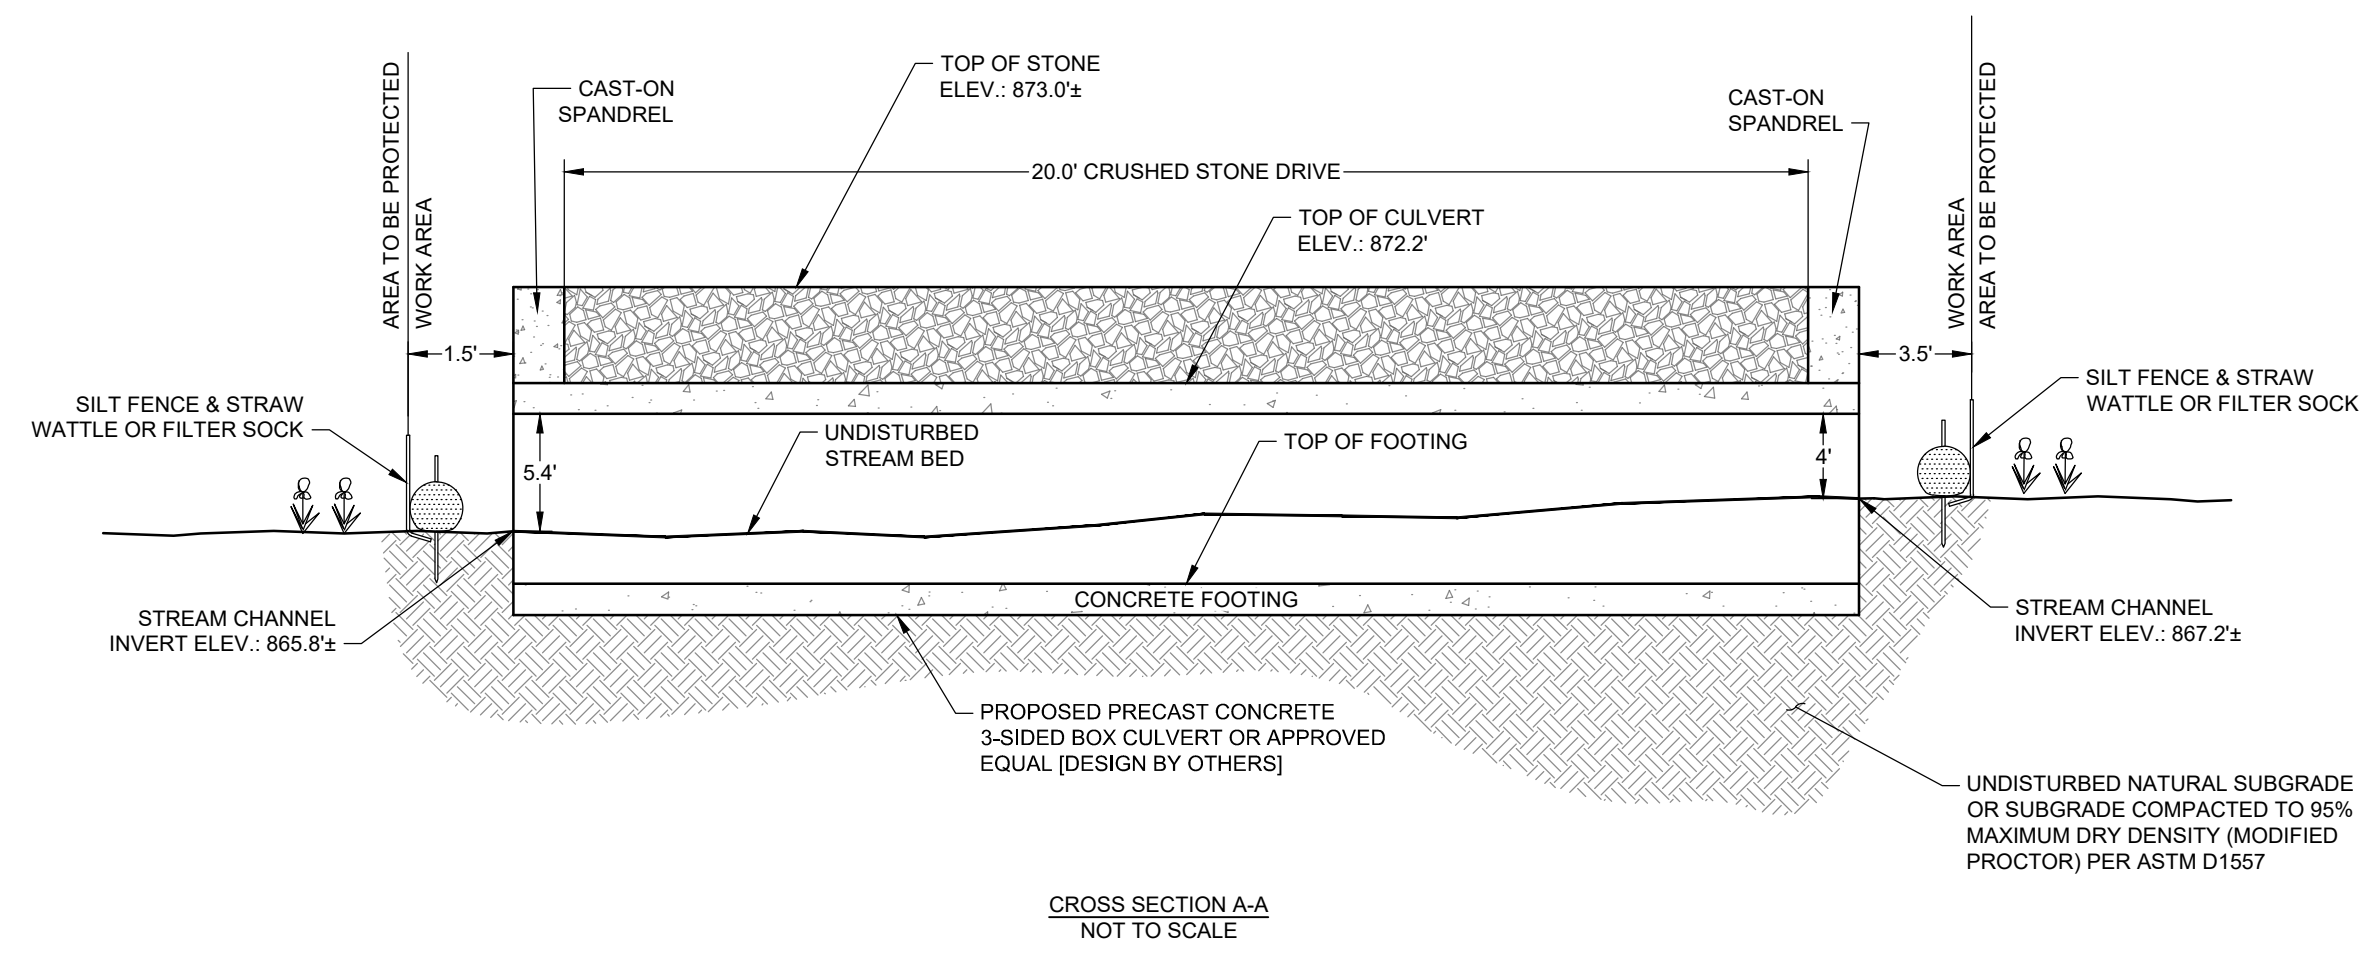 AREA TO BE PROTECTED
WORK AREA
CAST-ON
SPANDREL
TOP OF STONE
ELEV.: 873.0'±
CAST-ON
SPANDREL
WORK AREA
AREA TO BE PROTECTED
20.0' CRUSHED STONE DRIVE
TOP OF CULVERT
ELEV.: 872.2'
1.5'
3.5'
SILT FENCE & STRAW
WATTLE OR FILTER SOCK
SILT FENCE & STRAW
WATTLE OR FILTER SOCK
UNDISTURBED
STREAM BED
TOP OF FOOTING
5.4'
4'
CONCRETE FOOTING
STREAM CHANNEL
INVERT ELEV.: 865.8'±
STREAM CHANNEL
INVERT ELEV.: 867.2'±
PROPOSED PRECAST CONCRETE
3-SIDED BOX CULVERT OR APPROVED
EQUAL [DESIGN BY OTHERS]
UNDISTURBED NATURAL SUBGRADE
OR SUBGRADE COMPACTED TO 95%
MAXIMUM DRY DENSITY (MODIFIED
PROCTOR) PER ASTM D1557
CROSS SECTION A-A
NOT TO SCALE